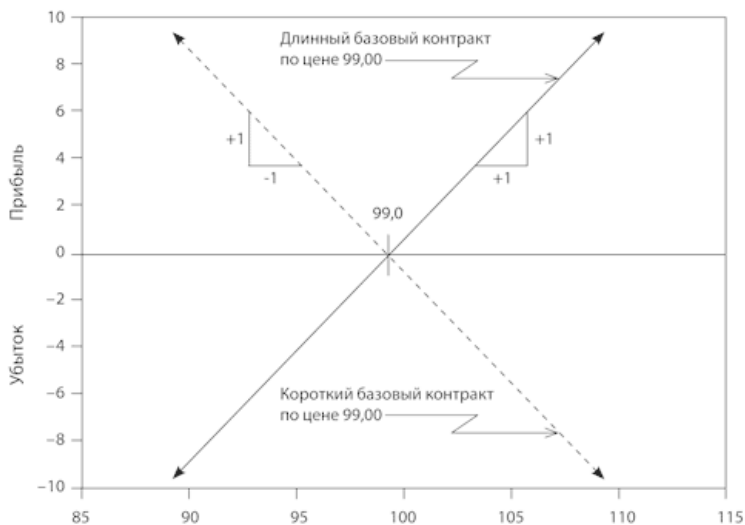 10
Длинный базовый контракт
по цене 99,00
8
6
+1
+1
4
-1
+1
Прибыль
2
99,0
0
−2
Убыток
−4
−6
Короткий базовый контракт
по цене 99,00
−8
−10
85 90 95 100 105 110 115